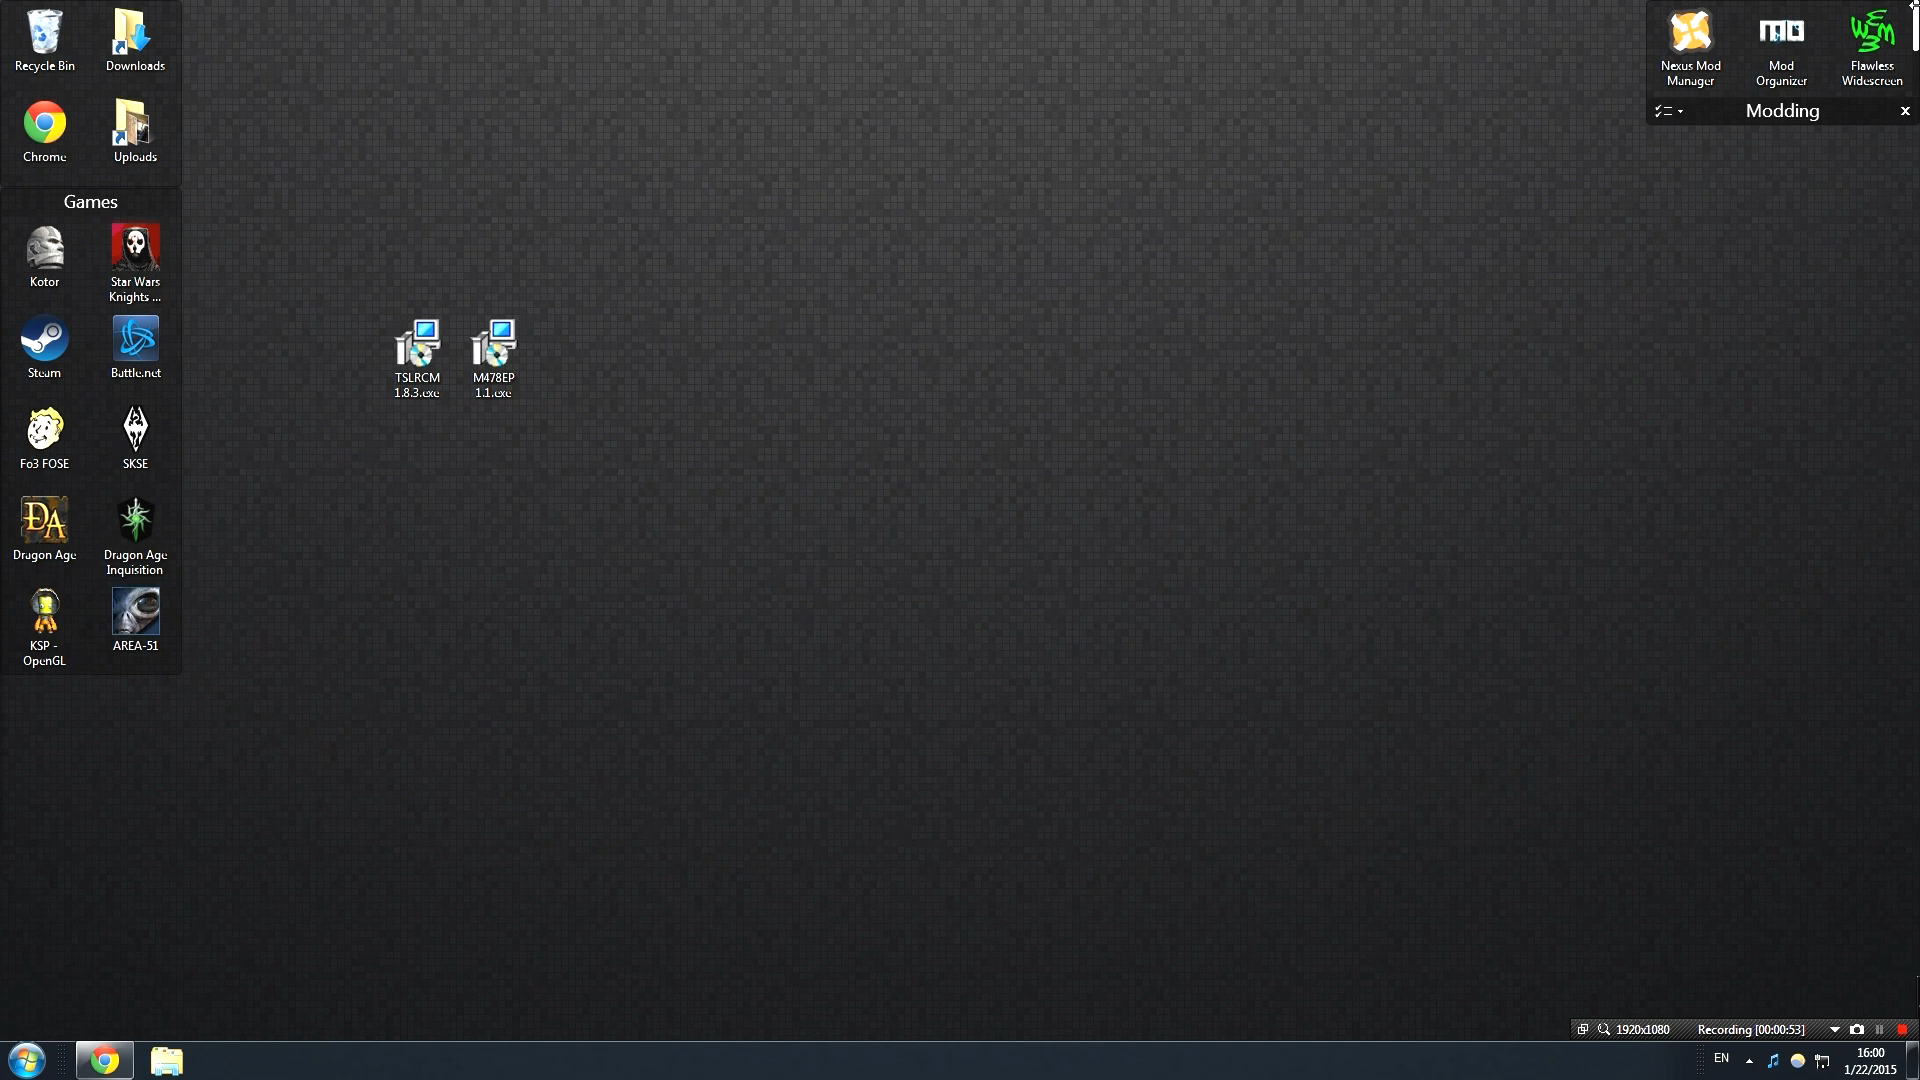 Recycle Bin
Downloads
Chrome
Uploads
Games
Kotor
Star Wars
Knights ...
Steam
Battle.net
Fo3 FOSE
SKSE
DA
Dragon Age
Dragon Age
Inquisition
KSP -
OpenGL
AREA-51
TSLRCM
1.8.3.exe
M478EP
1.1.exe
Nexus Mod
Manager
MO
Mod
Organizer
Flawless
Widescreen
Modding
1920x1080
Recording [00:00:53]
EN
16:00
1/22/2015